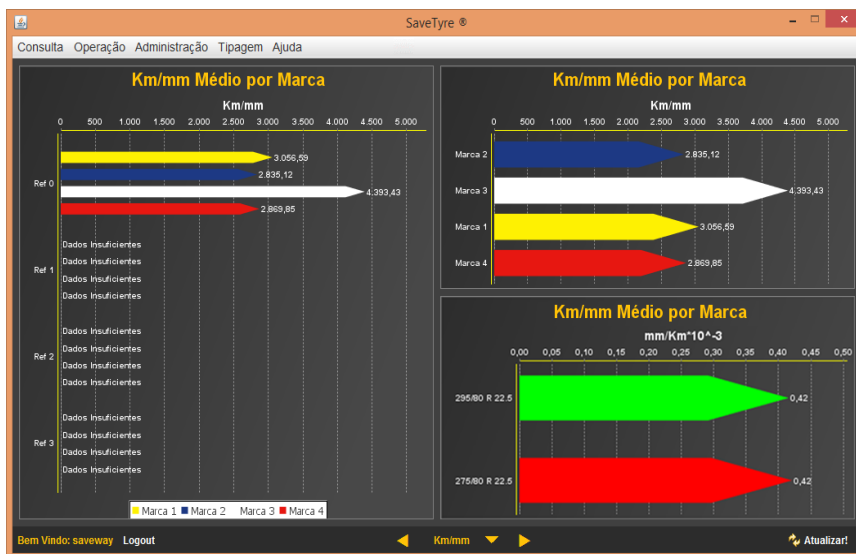 SaveTyre ®
Consulta Operação Administração Tipagem Ajuda
Km/mm Médio por Marca
Km/mm
0 500 1.000 1.500 2.000 2.500 3.000 3.500 4.000 4.500 5.000
Ref 0
3.056,59
2.835,12
4.393,43
2.869,85
Ref 1
Dados Insuficientes
Dados Insuficientes
Dados Insuficientes
Dados Insuficientes
Ref 2
Dados Insuficientes
Dados Insuficientes
Dados Insuficientes
Dados Insuficientes
Ref 3
Dados Insuficientes
Dados Insuficientes
Dados Insuficientes
Dados Insuficientes
Marca 1 Marca 2 Marca 3 Marca 4
Km/mm Médio por Marca
Km/mm
0 500 1.000 1.500 2.000 2.500 3.000 3.500 4.000 4.500 5.000
Marca 2 2.835,12
Marca 3 4.393,43
Marca 1 3.056,59
Marca 4 2.869,85
Km/mm Médio por Marca
mm/Km*10^-3
0,00 0,05 0,10 0,15 0,20 0,25 0,30 0,35 0,40 0,45 0,50
295/80 R 22.5 0,42
275/80 R 22.5 0,42
Bem Vindo: saveway Logout Km/mm Atualizar!